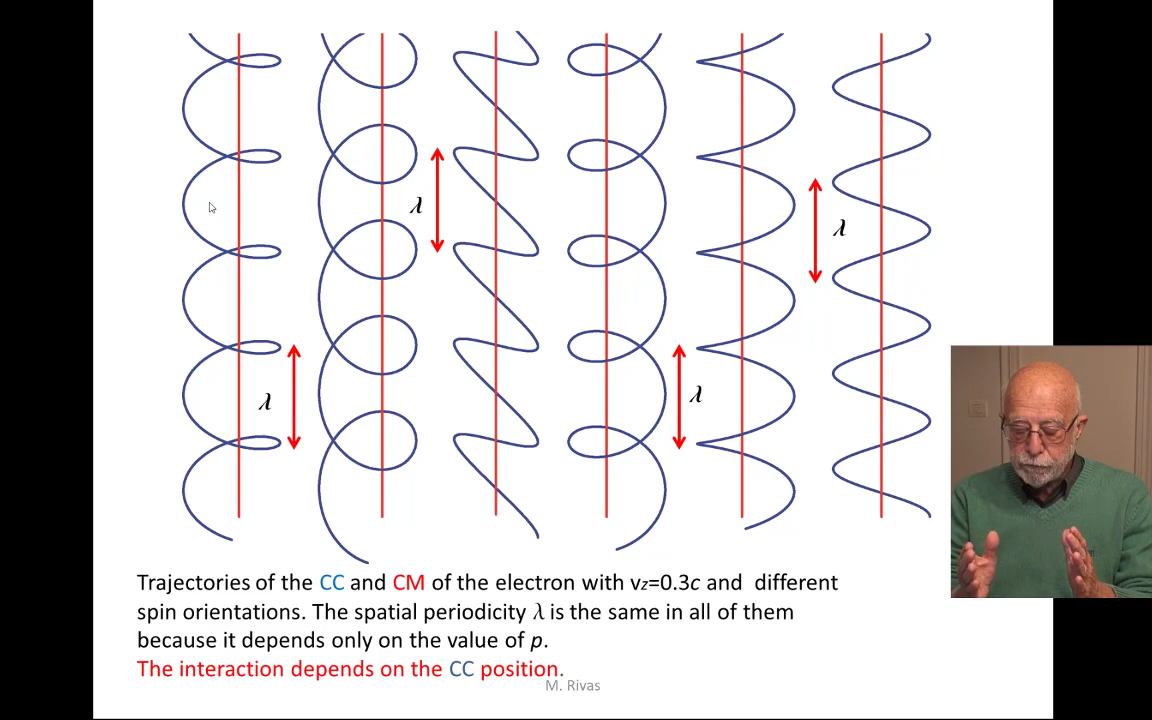 λ
λ
λ
λ
Trajectories of the CC and CM of the electron with vz=0.3c and different
spin orientations. The spatial periodicity λ is the same in all of them
because it depends only on the value of p.
The interaction depends on the CC position.
M. Rivas